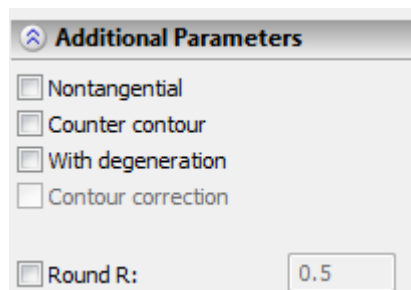 Additional Parameters
Nontangential
Counter contour
With degeneration
Contour correction
Round R: 0.5